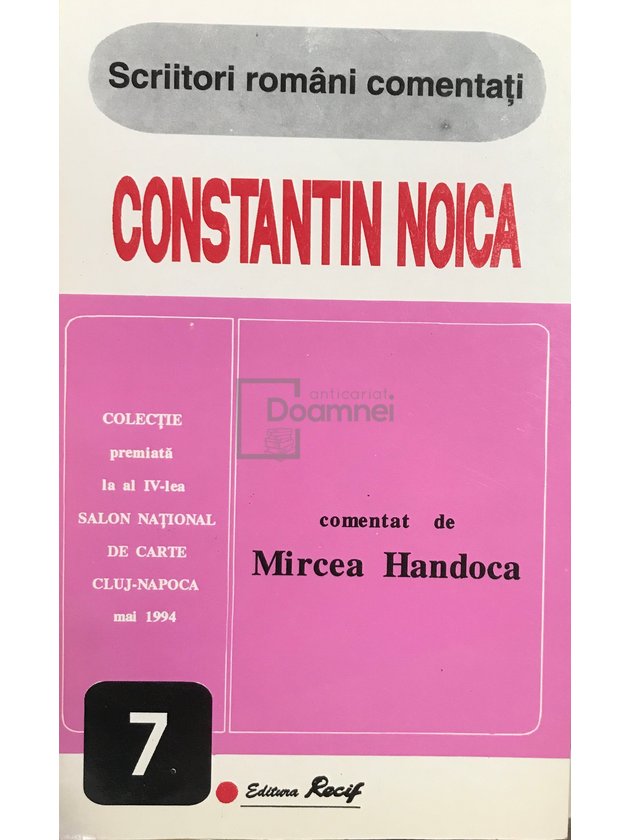 Scriitori români comentați
CONSTANTIN NOICA
anticariat
Doamnei
COLECȚIE
premiată
la al IV-lea
SALON NAȚIONAL
DE CARTE
CLUJ-NAPOCA
mai 1994
comentat de
Mircea Handoca
7
Editura Recif